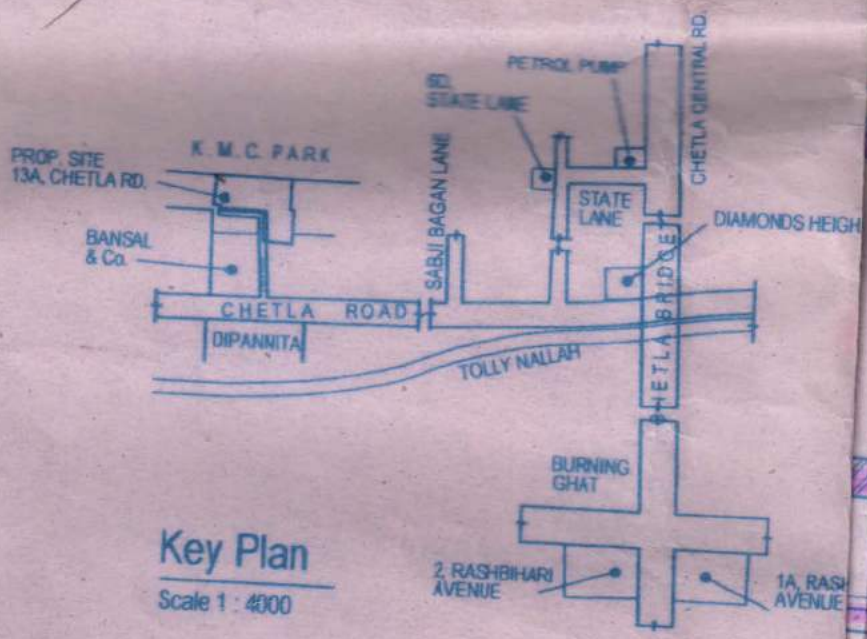 CHETLA CENTRAL RD.
PETROL PUMP
6D,
STATE LANE
K. M. C. PARK
PROP. SITE
13A, CHETLA RD.
SABJI BAGAN LANE
STATE
LANE
DIAMONDS HEIGH
BANSAL
& Co.
CHETLA ROAD
HETLA BRIDGE
DIPANNITA
TOLLY NALLAH
BURNING
GHAT
Key Plan
Scale 1 : 4000
2, RASHBIHARI
AVENUE
1A, RASH
AVENUE